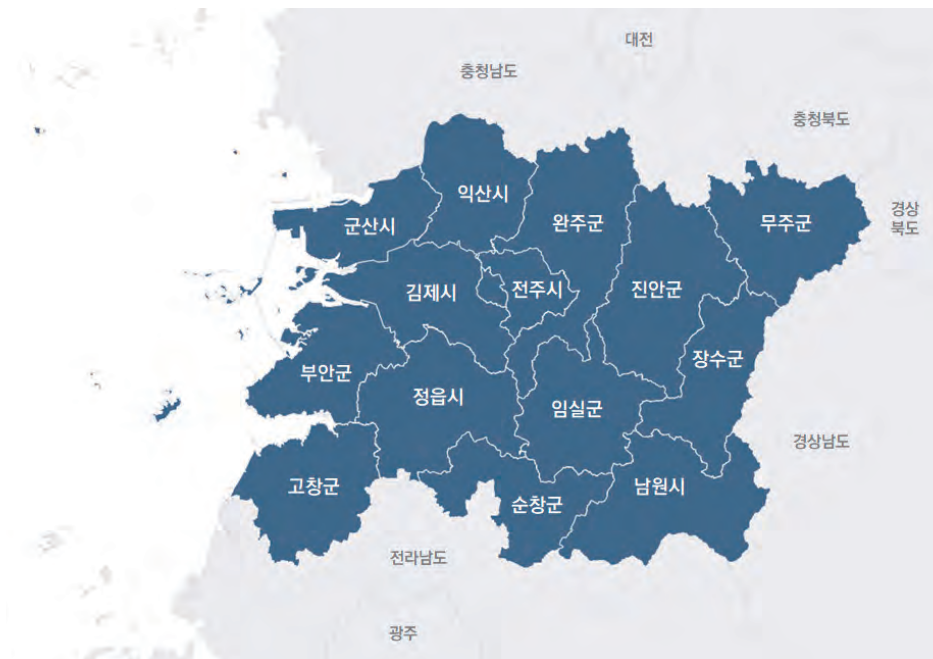 대전
충청남도
충청북도
익산시
경상
북도
군산시
완주군
무주군
김제시
전주시
진안군
부안군
장수군
정읍시
임실군
경상남도
고창군
순창군
남원시
전라남도
광주